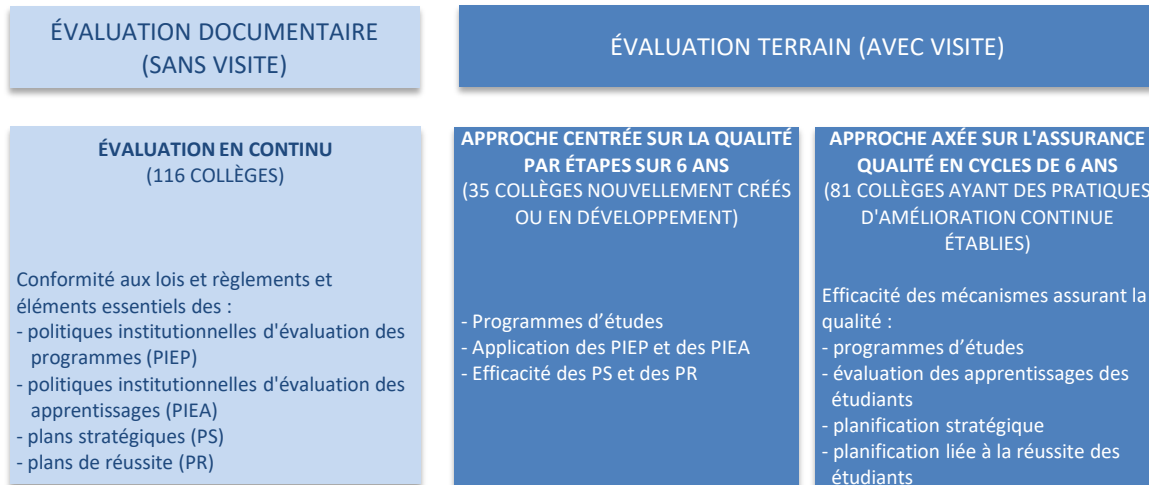 ÉVALUATION DOCUMENTAIRE
(SANS VISITE)
ÉVALUATION TERRAIN (AVEC VISITE)
ÉVALUATION EN CONTINU
(116 COLLÈGES)
Conformité aux lois et règlements et
éléments essentiels des :
- politiques institutionnelles d'évaluation des
programmes (PIEP)
- politiques institutionnelles d'évaluation des
apprentissages (PIEA)
- plans stratégiques (PS)
- plans de réussite (PR)
APPROCHE CENTRÉE SUR LA QUALITÉ
PAR ÉTAPES SUR 6 ANS
(35 COLLÈGES NOUVELLEMENT CRÉÉS
OU EN DÉVELOPPEMENT)
- Programmes d’études
- Application des PIEP et des PIEA
- Efficacité des PS et des PR
APPROCHE AXÉE SUR L'ASSURANCE
QUALITÉ EN CYCLES DE 6 ANS
(81 COLLÈGES AYANT DES PRATIQUES
D'AMÉLIORATION CONTINUE
ÉTABLIES)
Efficacité des mécanismes assurant la
qualité :
- programmes d’études
- évaluation des apprentissages des
étudiants
- planification stratégique
- planification liée à la réussite des
étudiants